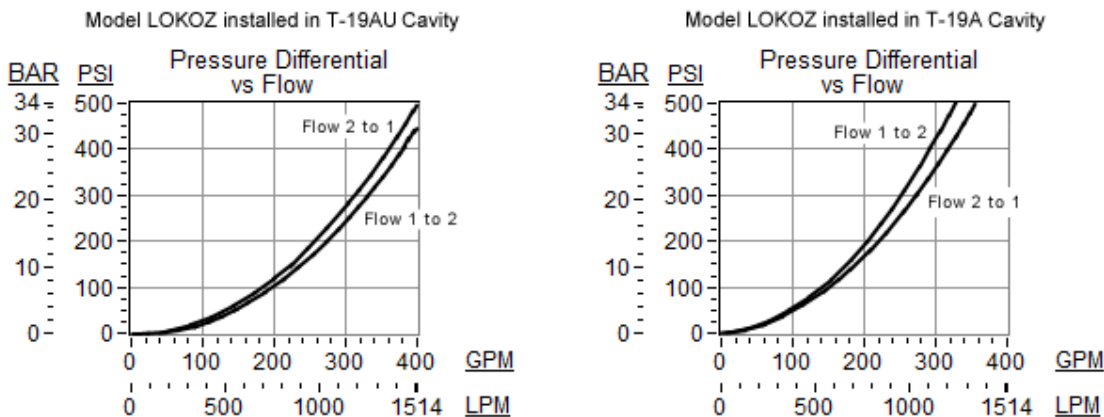 Model LOKOZ installed in T-19AU Cavity
Pressure Differential
vs Flow
BAR PSI
34 500
30
400
20 300
200
10
100
0 0
Flow 2 to 1
Flow 1 to 2
0 100 200 300 400 GPM
0 500 1000 1514 LPM
Model LOKOZ installed in T-19A Cavity
Pressure Differential
vs Flow
BAR PSI
34 500
30
400
20 300
200
10
100
0 0
Flow 1 to 2
Flow 2 to 1
0 100 200 300 400 GPM
0 500 1000 1514 LPM